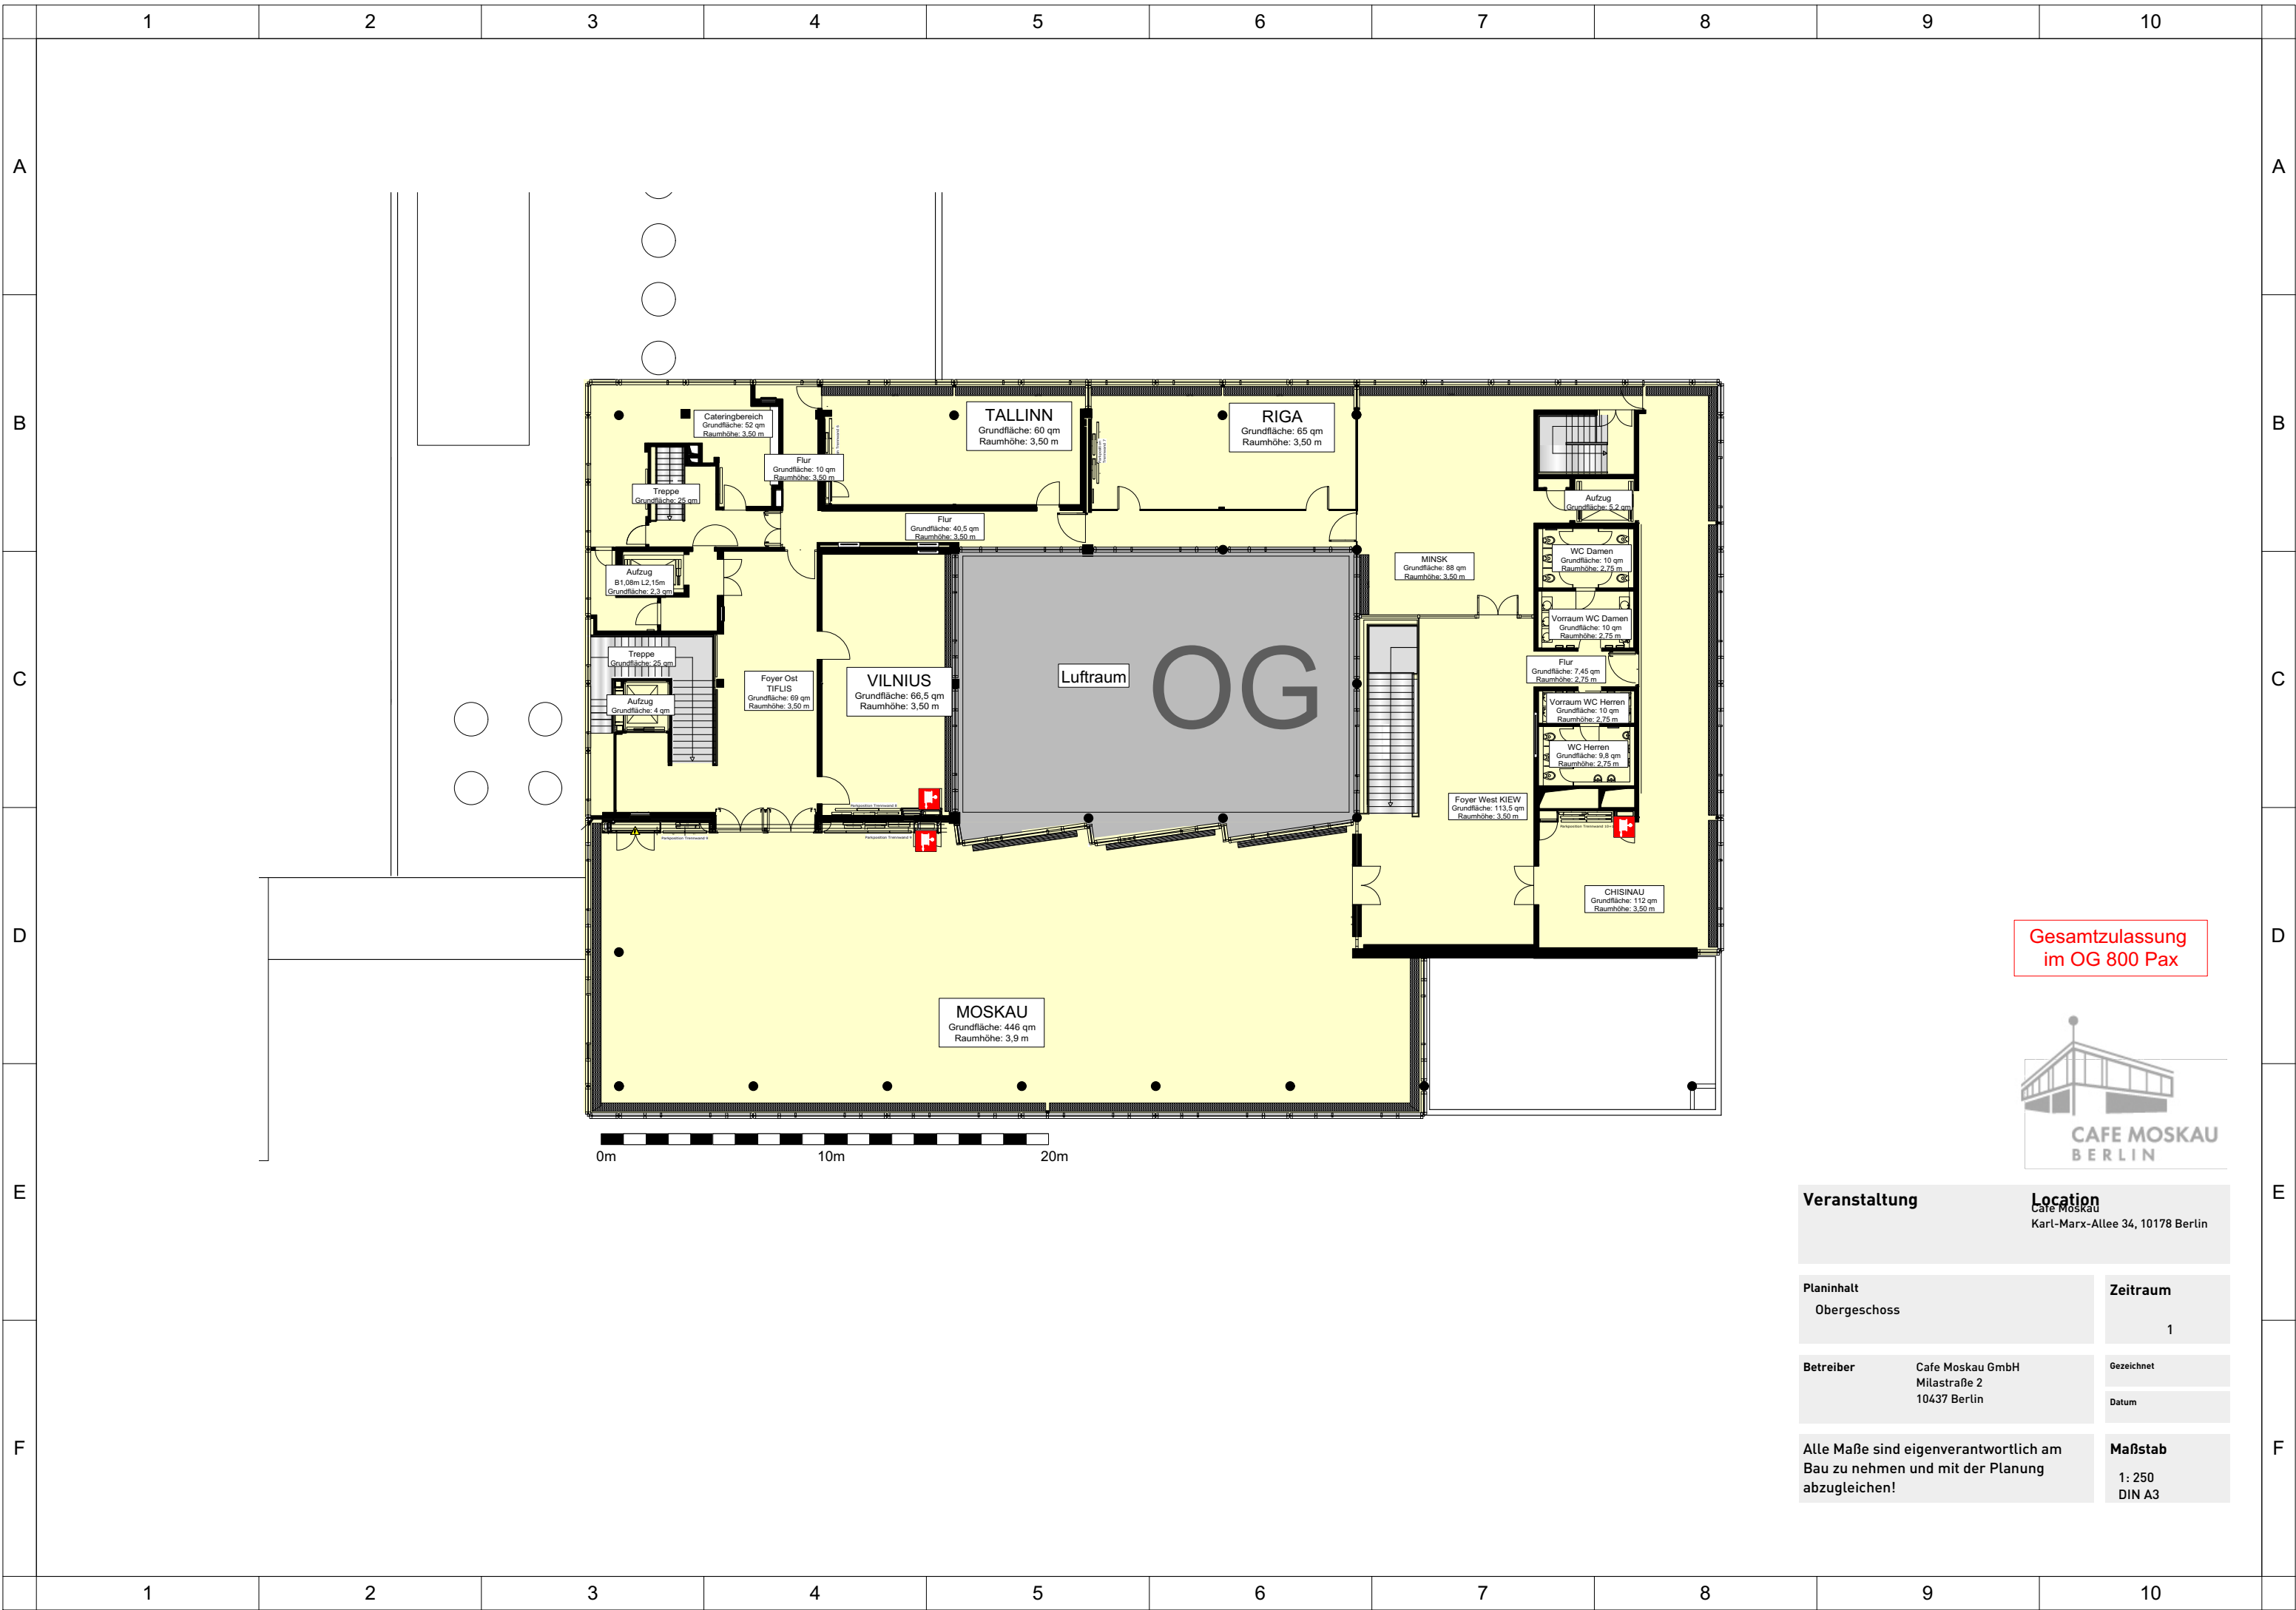 1 2 3 4 5 6 7 8 9 10
A A
B B
C C
D D
E E
F F
Cateringbereich
Grundfläche: 52 qm
Raumhöhe: 3,50 m
TALLINN
Grundfläche: 60 qm
Raumhöhe: 3,50 m
RIGA
Grundfläche: 65 qm
Raumhöhe: 3,50 m
Flur
Grundfläche: 10 qm
Raumhöhe: 3,50 m
Treppe
Grundfläche: 25 qm
Flur
Grundfläche: 40,5 qm
Raumhöhe: 3,50 m
Aufzug
Grundfläche: 5,2 qm
Aufzug
B1,08m L2,15m
Grundfläche: 2,3 qm
MINSK
Grundfläche: 88 qm
Raumhöhe: 3,50 m
WC Damen
Grundfläche: 10 qm
Raumhöhe: 2,75 m
Vorraum WC Damen
Grundfläche: 10 qm
Raumhöhe: 2,75 m
Treppe
Grundfläche: 25 qm
Flur
Grundfläche: 7,45 qm
Raumhöhe: 2,75 m
Aufzug
Grundfläche: 4 qm
Foyer Ost
TIFLIS
Grundfläche: 69 qm
Raumhöhe: 3,50 m
VILNIUS
Grundfläche: 66,5 qm
Raumhöhe: 3,50 m
Luftraum
OG
Vorraum WC Herren
Grundfläche: 10 qm
Raumhöhe: 2,75 m
WC Herren
Grundfläche: 9,8 qm
Raumhöhe: 2,75 m
Foyer West KIEW
Grundfläche: 113,5 qm
Raumhöhe: 3,50 m
Parkposition Trennwand
Parkposition Trennwand
Parkposition Trennwand
Parkposition Trennwand
CHISINAU
Grundfläche: 112 qm
Raumhöhe: 3,50 m
MOSKAU
Grundfläche: 446 qm
Raumhöhe: 3,9 m
0m 10m 20m
Gesamtzulassung
im OG 800 Pax
CAFE MOSKAU
BERLIN
Veranstaltung
Location
Cafe Moskau
Karl-Marx-Allee 34, 10178 Berlin
Planinhalt
Obergeschoss
Zeitraum
1
Betreiber
Cafe Moskau GmbH
Milastraße 2
10437 Berlin
Gezeichnet
Datum
Alle Maße sind eigenverantwortlich am
Bau zu nehmen und mit der Planung
abzugleichen!
Maßstab
1: 250
DIN A3
1 2 3 4 5 6 7 8 9 10